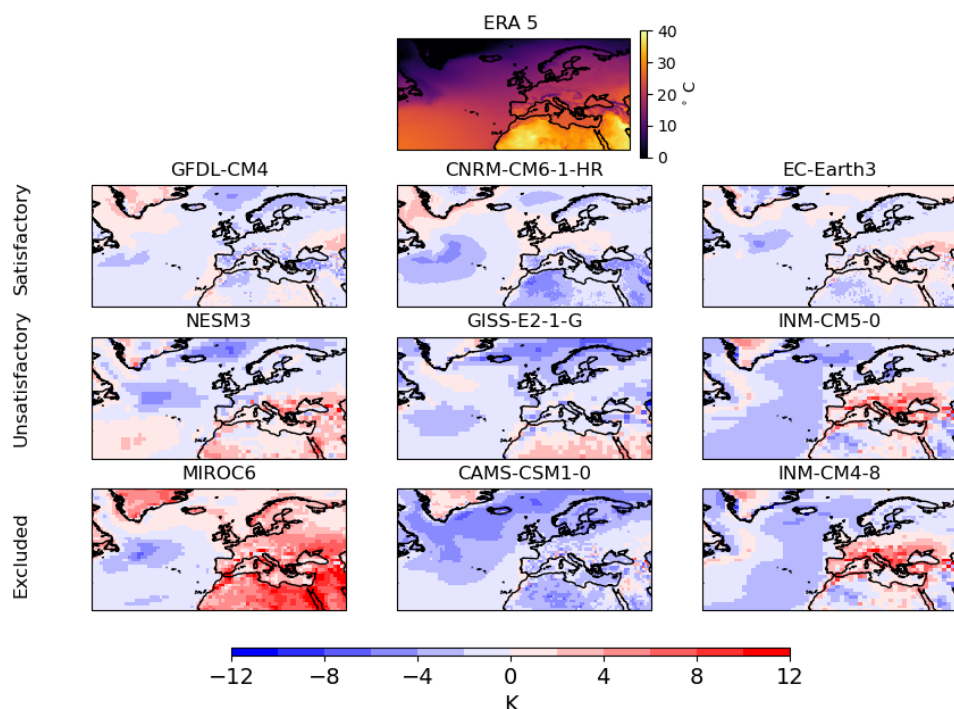 ERA 5
40
30
20
10
0
° C
GFDL-CM4
CNRM-CM6-1-HR
EC-Earth3
Satisfactory
NESM3
GISS-E2-1-G
INM-CM5-0
Unsatisfactory
MIROC6
CAMS-CSM1-0
INM-CM4-8
Excluded
−12 −8 −4 0 4 8 12
K